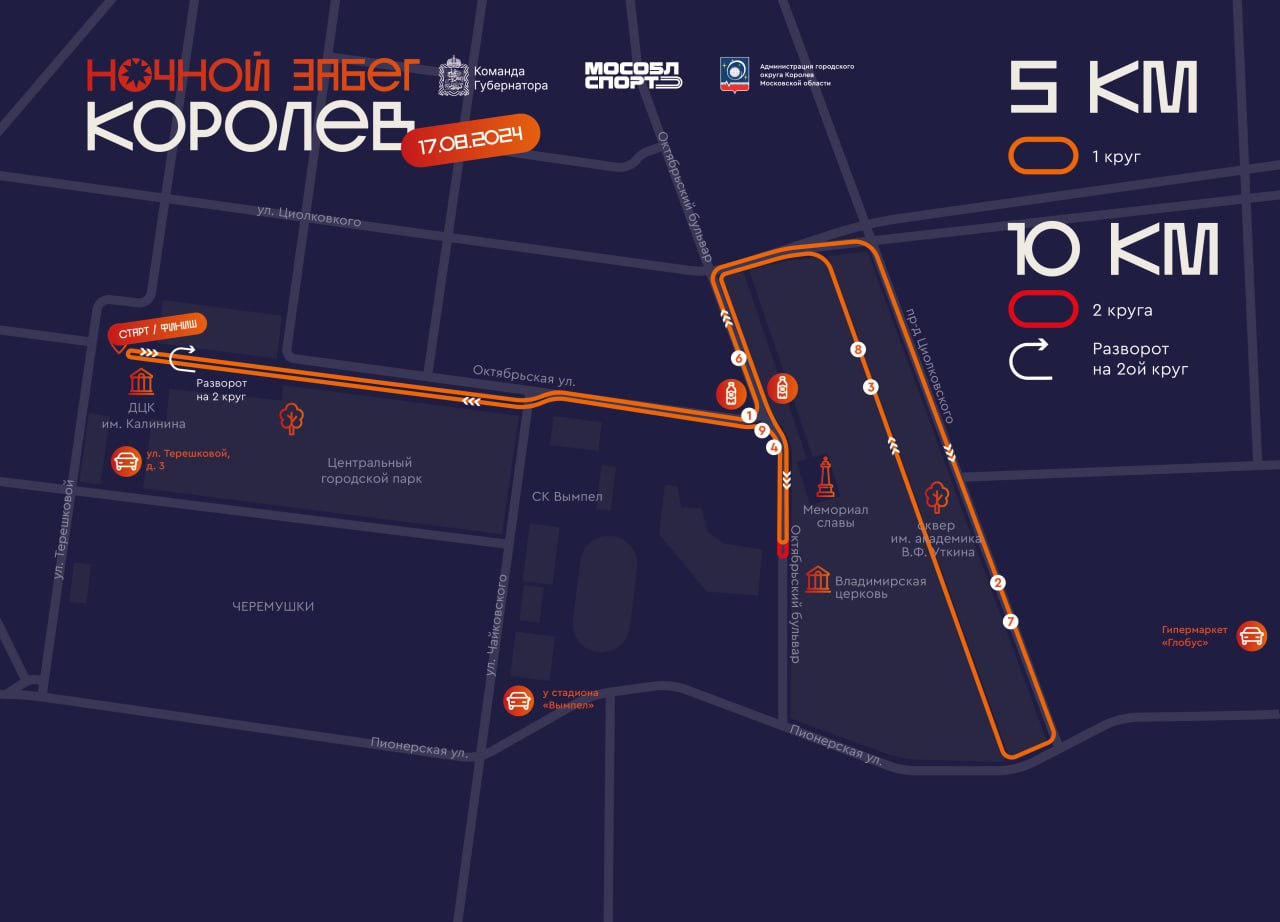 НОЧНОЙ ЗАБЕГ
КОРОЛЕВ
17.08.2024
Команда
Губернатора
МОСОБЛ
СПОРТ
Администрация городского
округа Королев
Московской области
5 КМ
1 круг
10 КМ
2 круга
Разворот
на 2ой круг
ул. Циолковкого
Октябрьский бульвар
СТАРТ / ФИНИШ
Разворот
на 2 круг
Октябрьская ул.
пр-д Циолковского
ДЦК
им. Калинина
ул. Терешковой,
д. 3
Центральный
городской парк
СК Вымпел
6
1
9
4
8
3
2
7
Мемориал
славы
сквер
им. академика
В.Ф. Уткина
Владимирская
церковь
Октябрьский бульвар
ул. Терешковой
ЧЕРЕМУШКИ
ул. Чайковского
Гипермаркет
«Глобус»
у стадиона
«Вымпел»
Пионерская ул.
Пионерская ул.